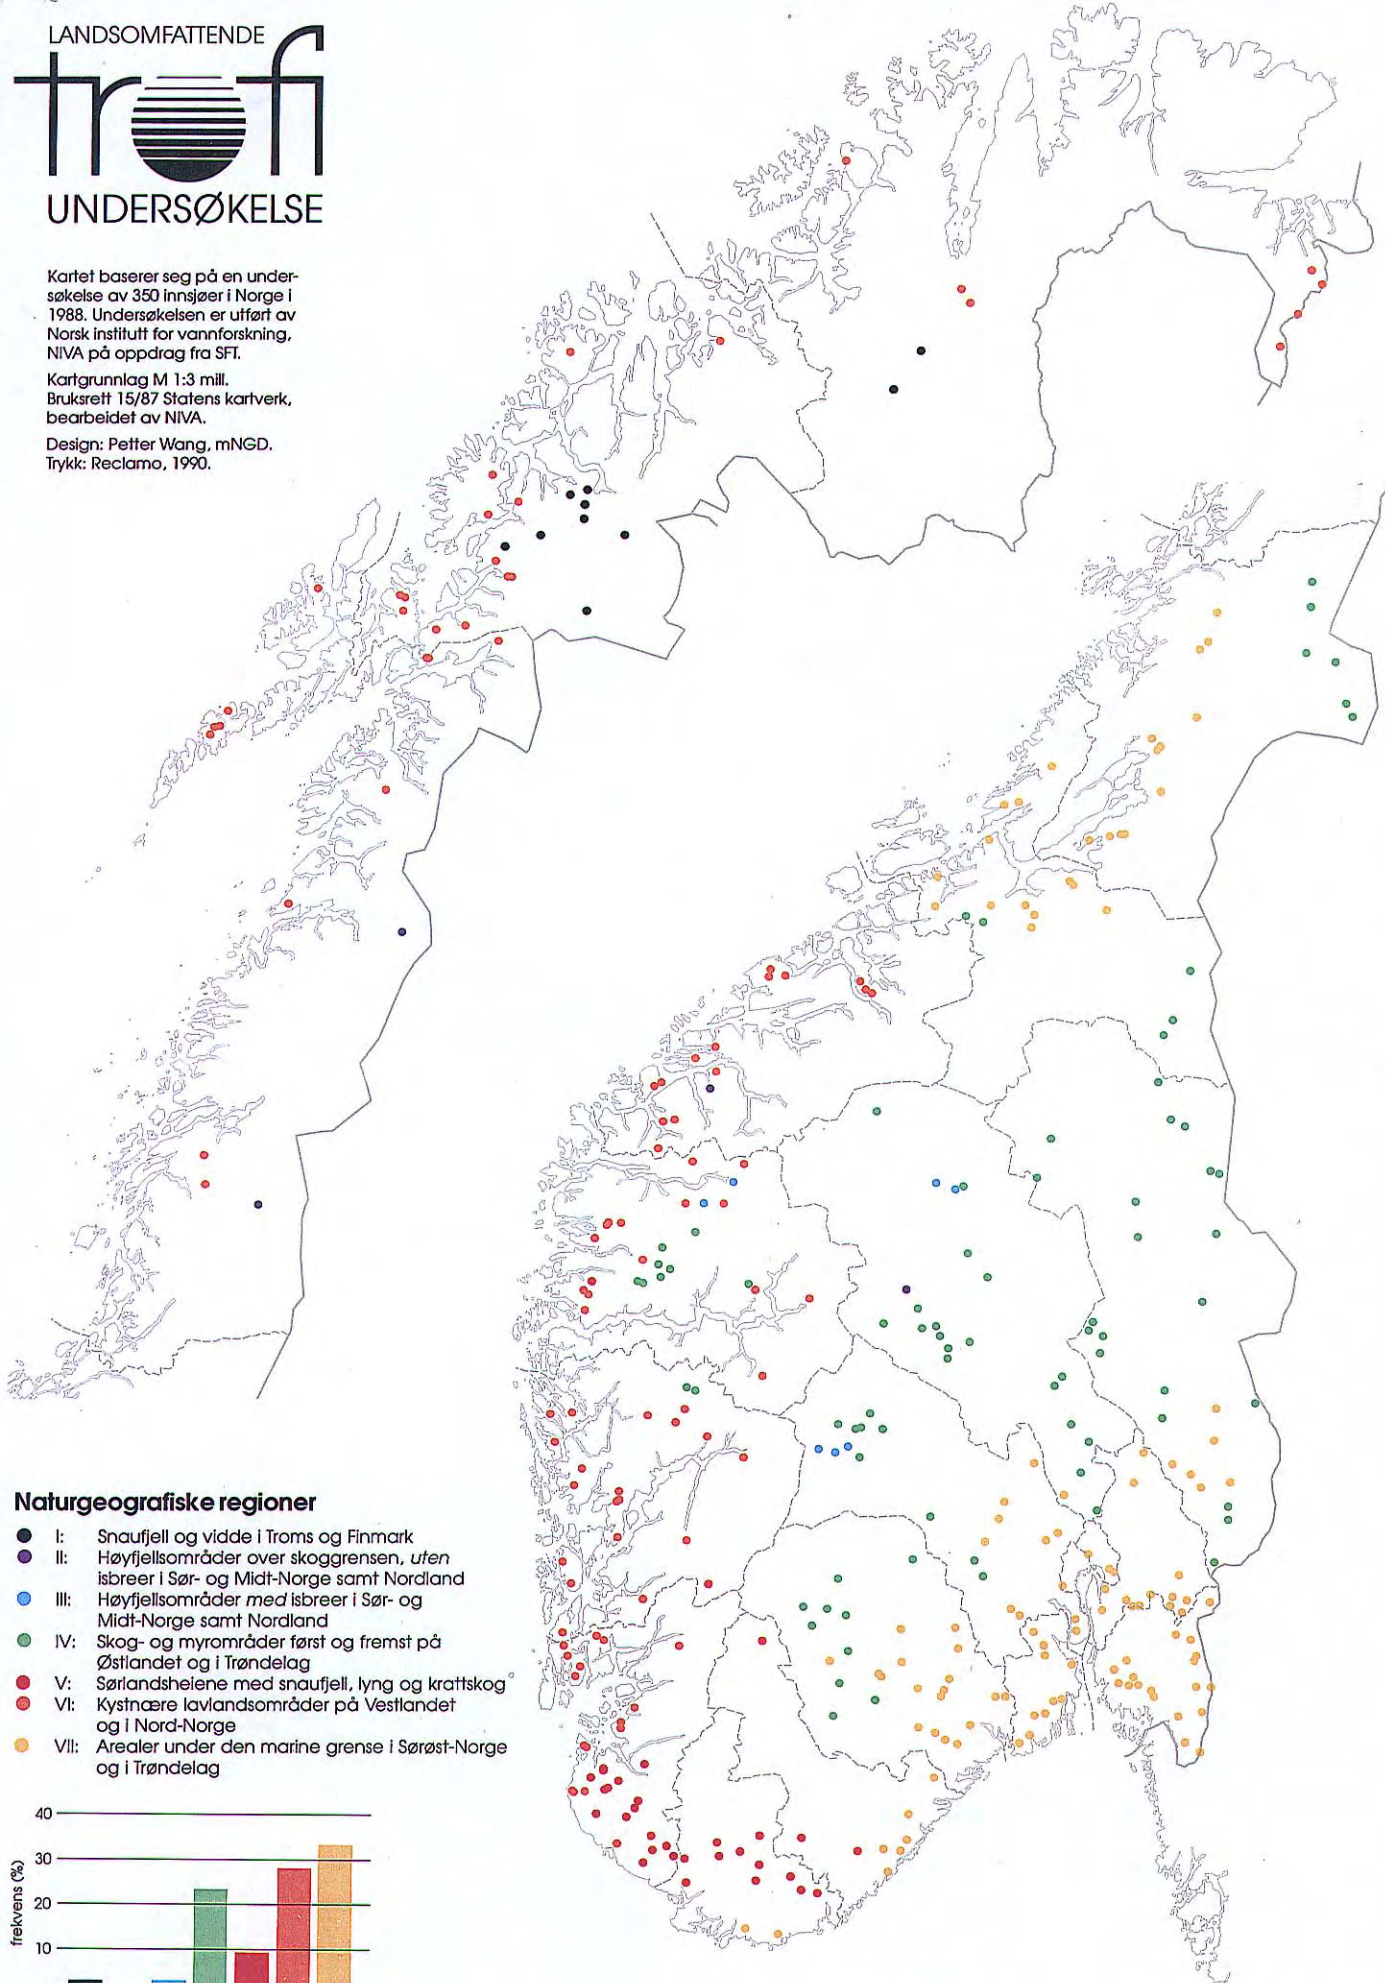 LANDSOMFATTENDE
trofi
UNDERSØKELSE
Kartet baserer seg på en under-
søkelse av 350 innsjøer i Norge i
1988. Undersøkelsen er utført av
Norsk institutt for vannforskning,
NIVA på oppdrag fra SFT.
Kartgrunnlag M 1:3 mill.
Bruksrett 15/87 Statens kartverk,
bearbeidet av NIVA.
Design: Petter Wang, mNGD.
Trykk: Reclamo, 1990.
Naturgeografiske regioner
I: Snaufjell og vidde i Troms og Finmark
II: Høyfjellsområder over skoggrensen, uten
isbreer i Sør- og Midt-Norge samt Nordland
III: Høyfjellsområder med isbreer i Sør- og
Midt-Norge samt Nordland
IV: Skog- og myrområder først og fremst på
Østlandet og i Trøndelag
V: Sørlandsheiene med snaufjell, lyng og krattskog
VI: Kystnære lavlandsområder på Vestlandet
og i Nord-Norge
VII: Arealer under den marine grense i Sørøst-Norge
og i Trøndelag
40
30
20
10
frekvens (%)